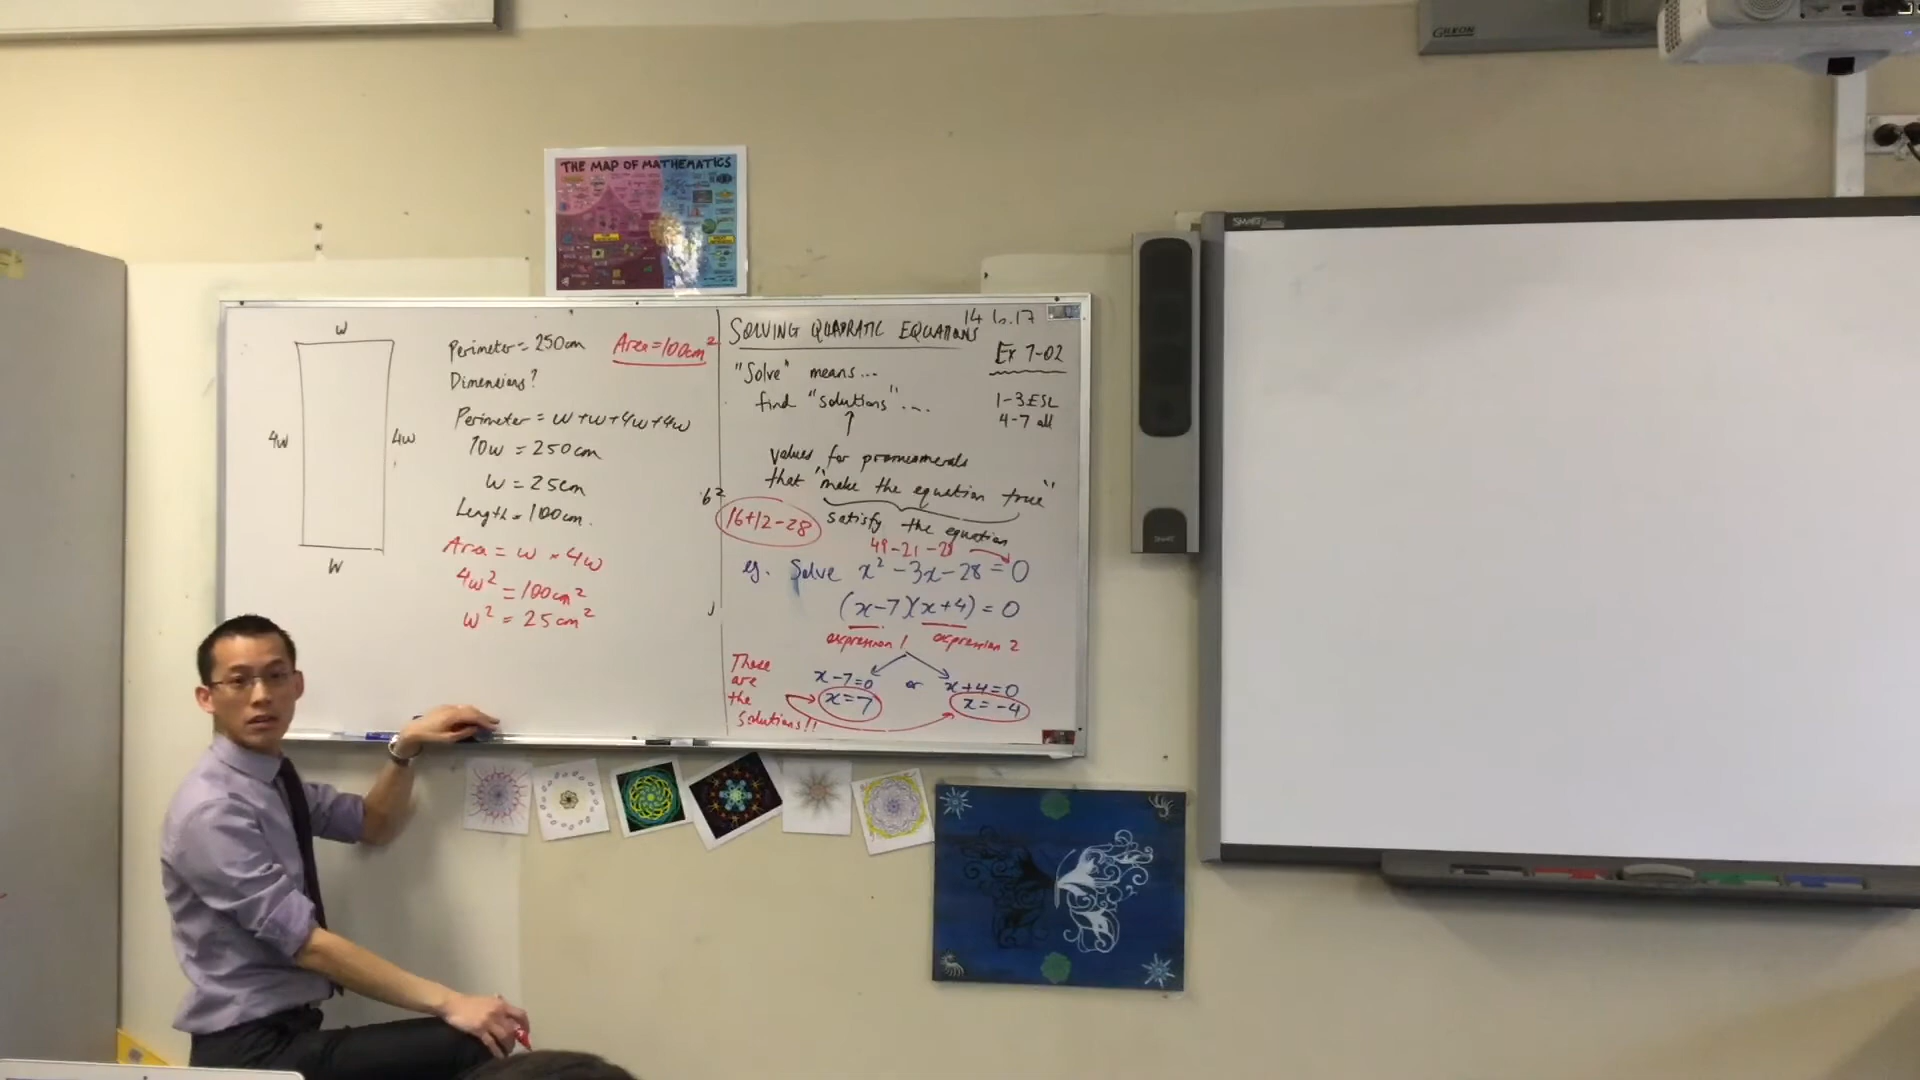 GILKON
THE MAP OF MATHEMATICS
SMART
w
4w
4w
w
Perimeter = 250cm
Area = 100cm²
Dimensions?
Perimeter = w + w + 4w + 4w
10w = 250cm
w = 25cm
Length = 100cm.
Area = w × 4w
4w² = 100cm²
w² = 25cm²
SOLVING QUADRATIC EQUATIONS
Ex 7-02
1-3 ESL
4-7 all
"Solve" means...
find "solutions"....
values for pronumerals
that "make the equation true"
satisfy the equation
16+12-28
49-21-28
eg. Solve x² - 3x - 28 = 0
(x-7)(x+4) = 0
expression 1 expression 2
x-7=0 or x+4=0
x=7 x=-4
These
are
the
solutions!!
SMART